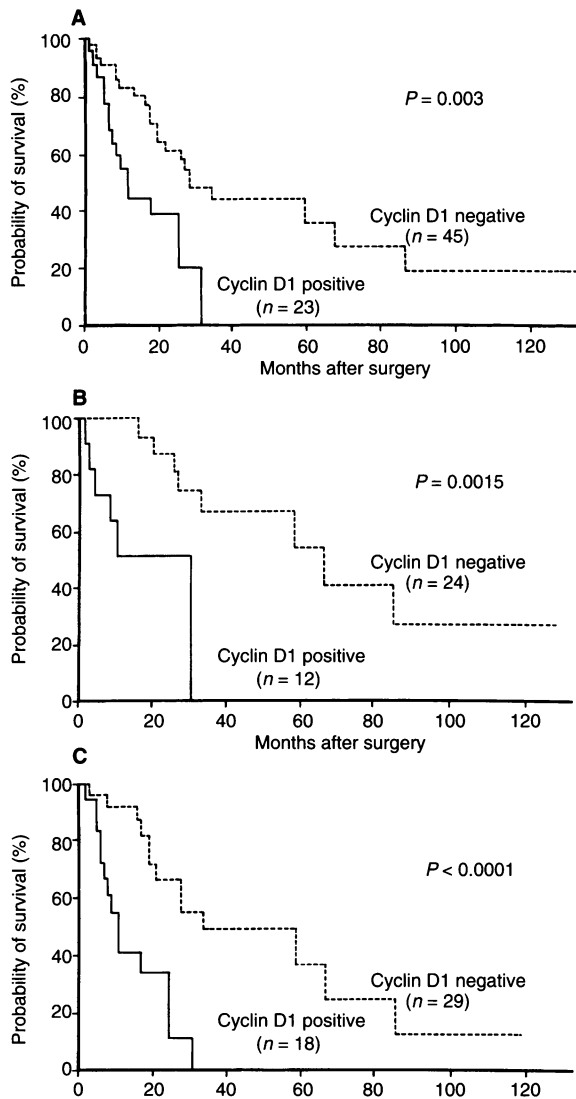 A
Probability of survival (%)
100
80
60
40
20
0
P = 0.003
Cyclin D1 negative
(n = 45)
Cyclin D1 positive
(n = 23)
0 20 40 60 80 100 120
Months after surgery
B
Probability of survival (%)
100
80
60
40
20
0
P = 0.0015
Cyclin D1 negative
(n = 24)
Cyclin D1 positive
(n = 12)
0 20 40 60 80 100 120
Months after surgery
C
Probability of survival (%)
100
80
60
40
20
0
P < 0.0001
Cyclin D1 negative
(n = 29)
Cyclin D1 positive
(n = 18)
0 20 40 60 80 100 120